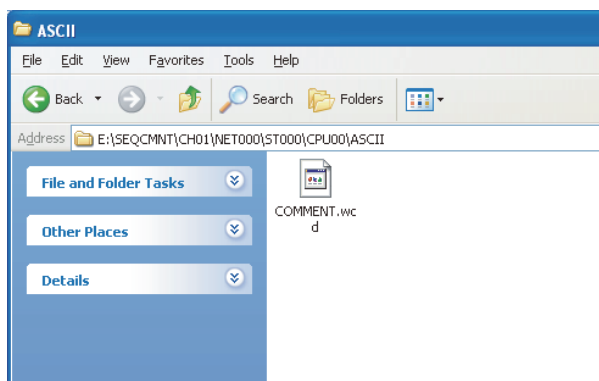 ASCII
File Edit View Favorites Tools Help
Back Search Folders
Address E:\SEQCMNT\CH01\NET000\ST000\CPU00\ASCII
File and Folder Tasks
Other Places
Details
COMMENT.wc
d